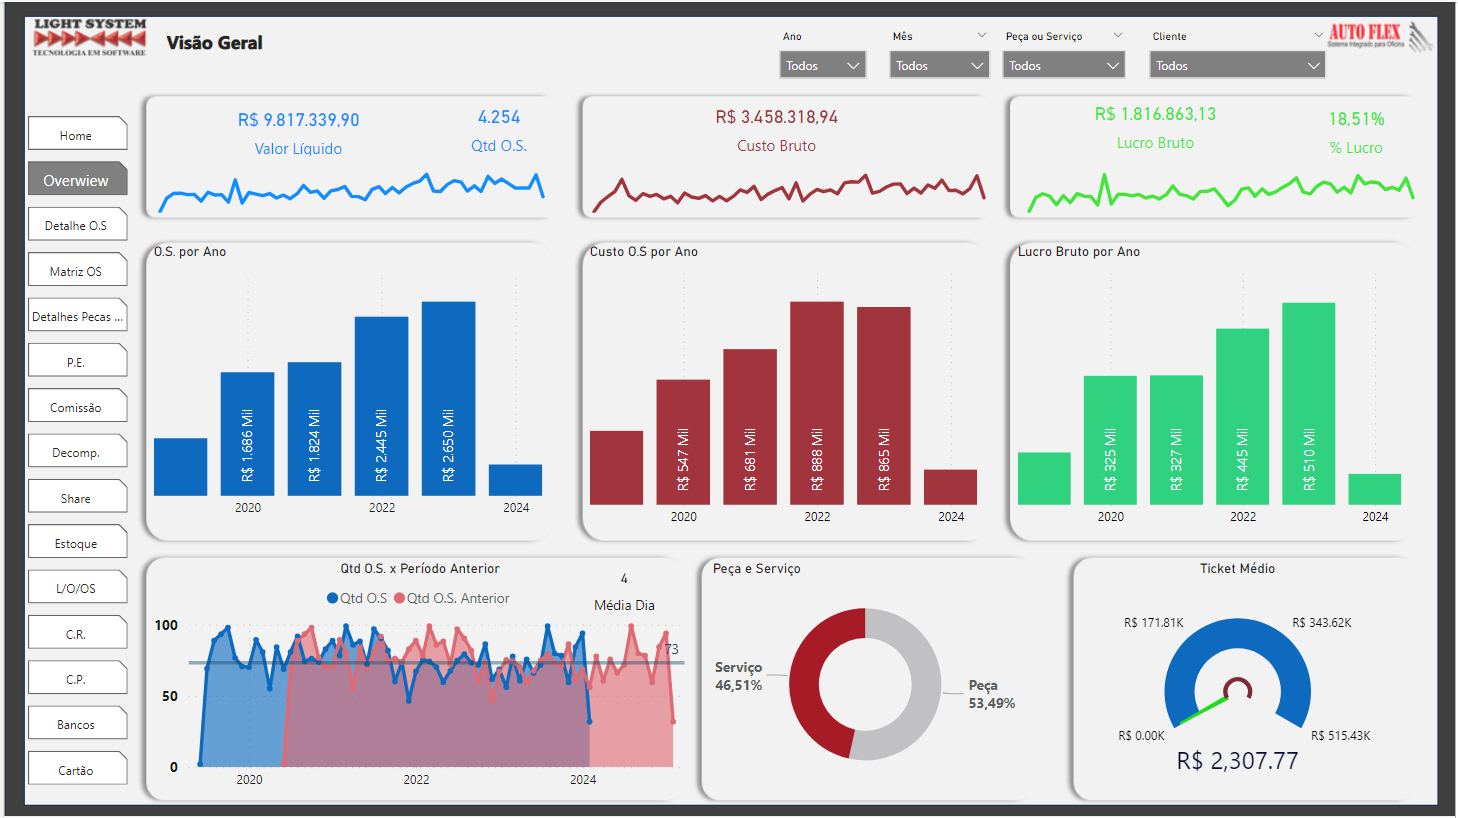 LIGHT SYSTEM
TECNOLOGIA EM SOFTWARE
Visão Geral
Ano
Mês
Peça ou Serviço
Cliente
Todos
Todos
Todos
Todos
AUTO FLEX
Sistema Integrado para Oficina
Home
Overwiew
Detalhe O.S
Matriz OS
Detalhes Pecas ...
P.E.
Comissão
Decomp.
Share
Estoque
L/O/OS
C.R.
C.P.
Bancos
Cartão
R$ 9.817.339,90
Valor Líquido
4.254
Qtd O.S.
R$ 3.458.318,94
Custo Bruto
R$ 1.816.863,13
Lucro Bruto
18,51%
% Lucro
O.S. por Ano
R$ 1.686 Mil
R$ 1.824 Mil
R$ 2.445 Mil
R$ 2.650 Mil
2020
2022
2024
Custo O.S por Ano
R$ 547 Mil
R$ 681 Mil
R$ 888 Mil
R$ 865 Mil
2020
2022
2024
Lucro Bruto por Ano
R$ 325 Mil
R$ 327 Mil
R$ 445 Mil
R$ 510 Mil
2020
2022
2024
Qtd O.S. x Período Anterior
4
Média Dia
Qtd O.S
Qtd O.S. Anterior
100
50
0
73
2020
2022
2024
Peça e Serviço
Serviço
46,51%
Peça
53,49%
Ticket Médio
R$ 171.81K
R$ 343.62K
R$ 0.00K
R$ 515.43K
R$ 2,307.77